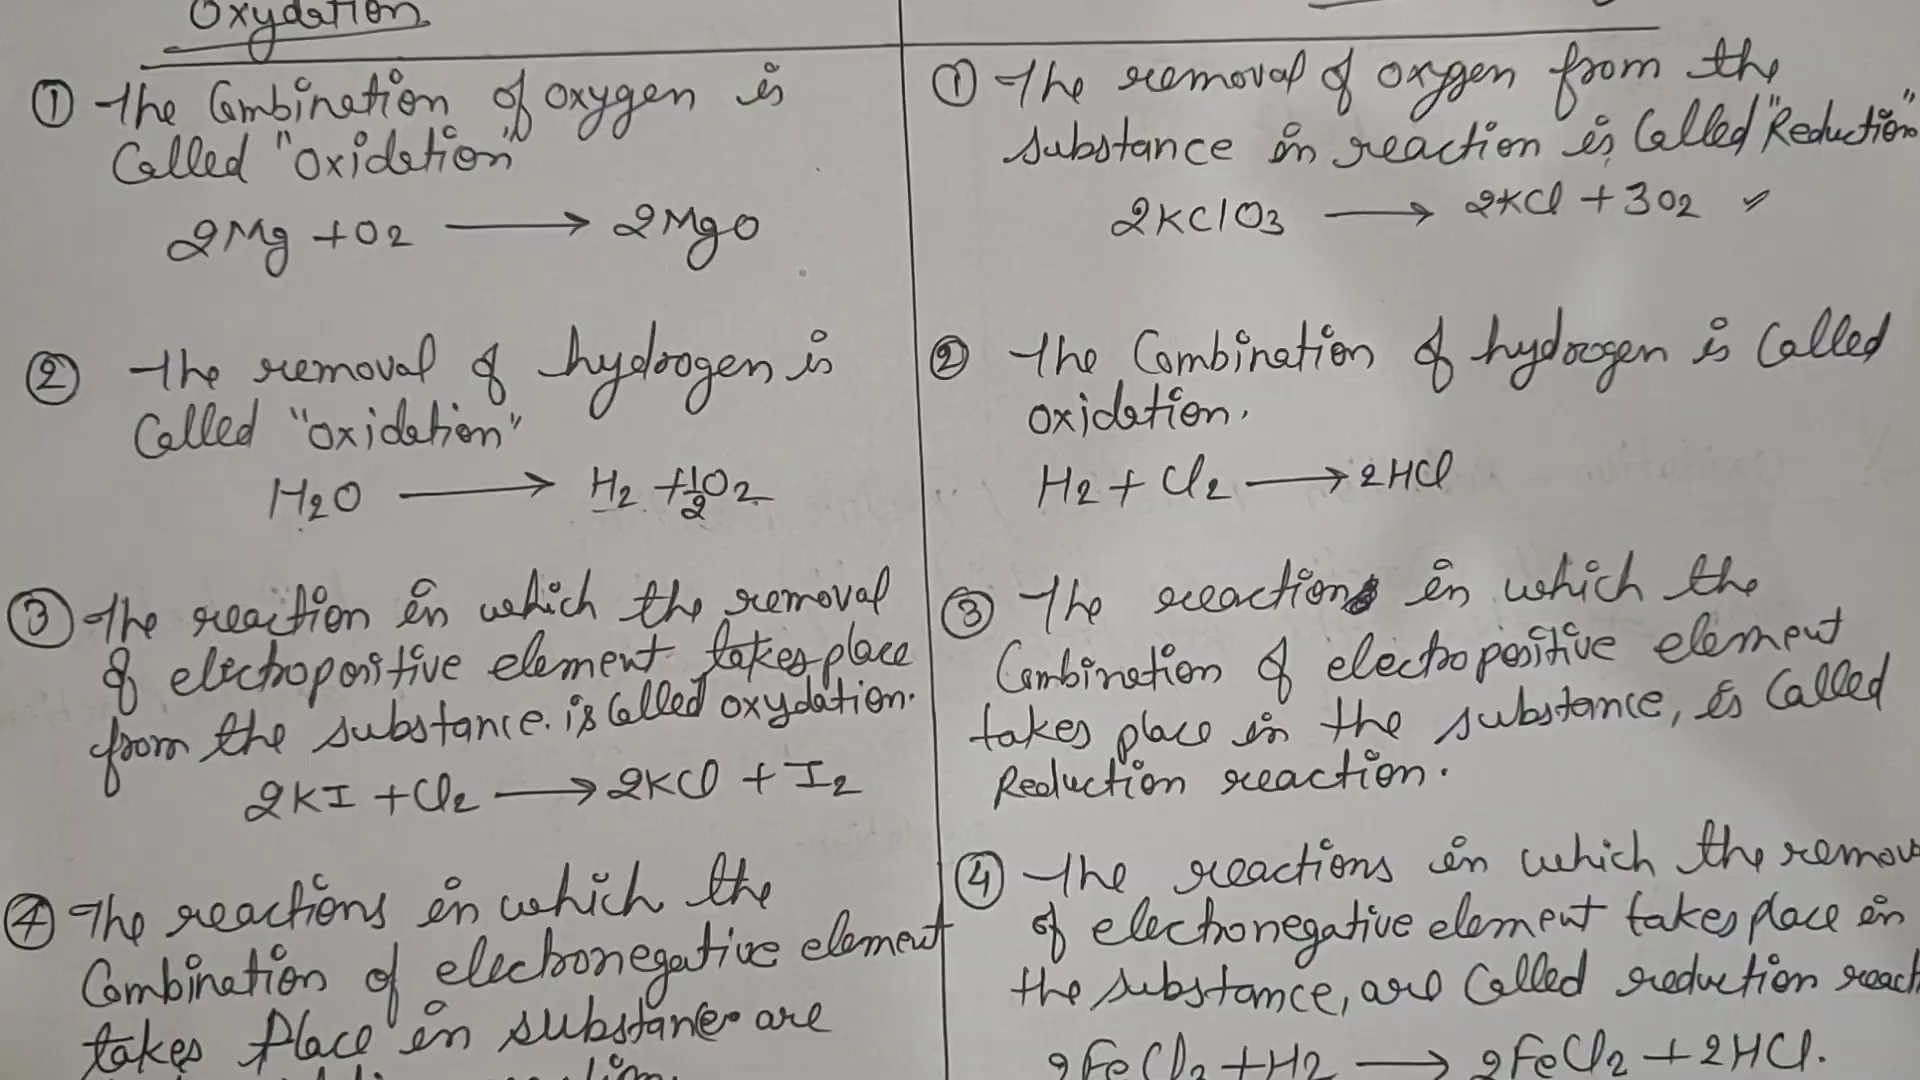 Oxydation
① The Combination of oxygen is
Called "Oxidation"
2Mg + O2 ⟶ 2MgO
② The removal of hydrogen is
Called "oxidation"
H2O ⟶ H2 + 1/2 O2
③ The reaction in which the removal
of electropositive element takes place
from the substance. is Called oxydation.
2KI + Cl2 ⟶ 2KCl + I2
④ The reactions in which the
Combination of electronegative element
takes Place in substance are
① The removal of oxygen from the
substance in reaction is Called "Reduction"
2KClO3 ⟶ 2KCl + 3O2
② The Combination of hydrogen is Called
oxidation.
H2 + Cl2 ⟶ 2HCl
③ The reaction in which the
Combination of electropositive element
takes place in the substance, is Called
Reduction reaction.
④ The reactions in which the remov
of electronegative element takes place in
the substance, are Called reduction react
2FeCl3 + H2 ⟶ 2FeCl2 + 2HCl.